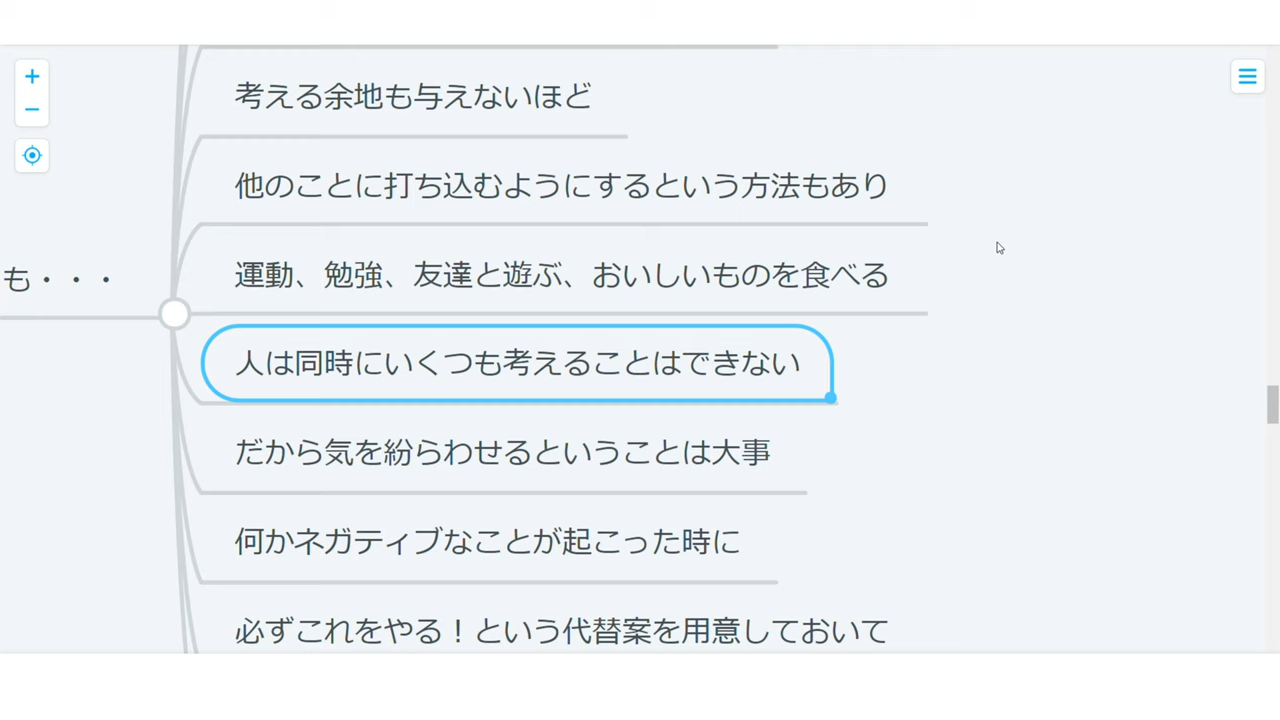 考える余地も与えないほど
他のことに打ち込むようにするという方法もあり
も・・・
運動、勉強、友達と遊ぶ、おいしいものを食べる
人は同時にいくつも考えることはできない
だから気を紛らわせるということは大事
何かネガティブなことが起こった時に
必ずこれをやる！という代替案を用意しておいて